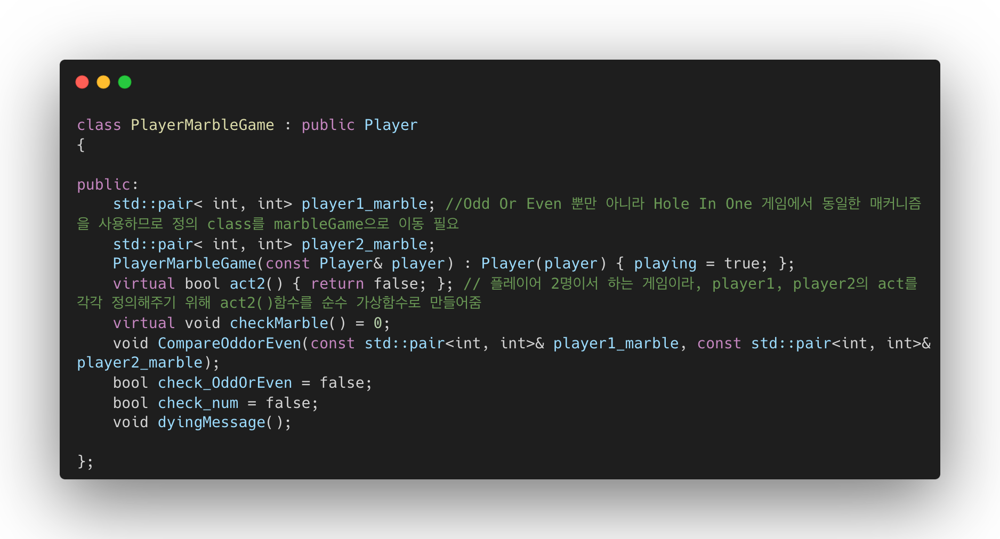 class PlayerMarbleGame : public Player
{
public:
    std::pair< int, int> player1_marble; //Odd Or Even 뿐만 아니라 Hole In One 게임에서 동일한 매커니즘
을 사용하므로 정의 class를 marbleGame으로 이동 필요
    std::pair< int, int> player2_marble;
    PlayerMarbleGame(const Player& player) : Player(player) { playing = true; };
    virtual bool act2() { return false; }; // 플레이어 2명이서 하는 게임이라, player1, player2의 act를
각각 정의해주기 위해 act2()함수를 순수 가상함수로 만들어줌
    virtual void checkMarble() = 0;
    void CompareOddorEven(const std::pair<int, int>& player1_marble, const std::pair<int, int>&
player2_marble);
    bool check_OddOrEven = false;
    bool check_num = false;
    void dyingMessage();
};